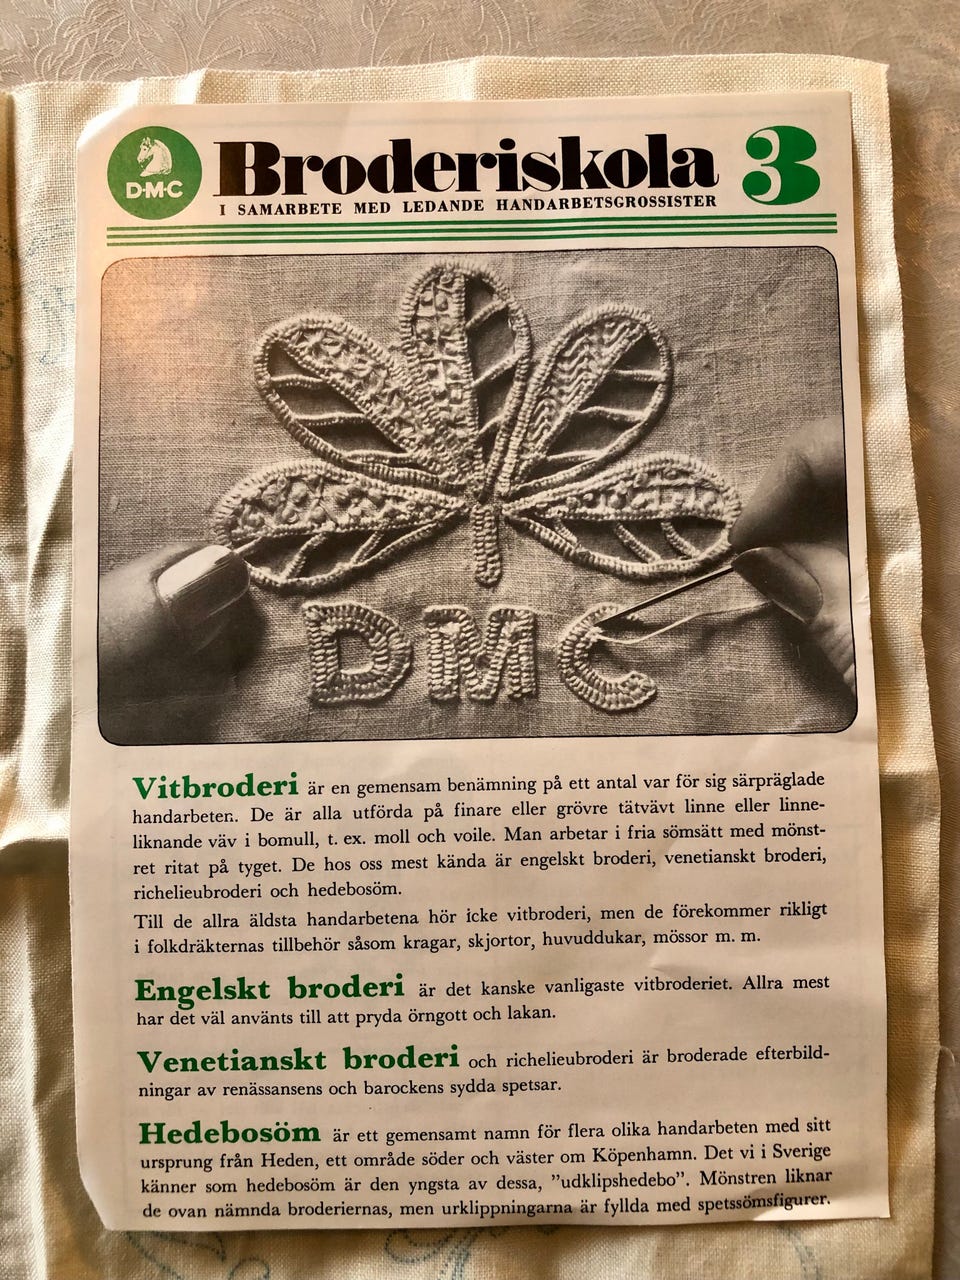 D·M·C
Broderiskola 3
I SAMARBETE MED LEDANDE HANDARBETSGROSSISTER
DMC
Vitbroderi är en gemensam benämning på ett antal var för sig särpräglade
handarbeten. De är alla utförda på finare eller grövre tätvävt linne eller linne-
liknande väv i bomull, t. ex. moll och voile. Man arbetar i fria sömsätt med mönst-
ret ritat på tyget. De hos oss mest kända är engelskt broderi, venetianskt broderi,
richelieubroderi och hedebosöm.
Till de allra äldsta handarbetena hör icke vitbroderi, men de förekommer rikligt
i folkdräkternas tillbehör såsom kragar, skjortor, huvuddukar, mössor m. m.
Engelskt broderi är det kanske vanligaste vitbroderiet. Allra mest
har det väl använts till att pryda örngott och lakan.
Venetianskt broderi och richelieubroderi är broderade efterbild-
ningar av renässansens och barockens sydda spetsar.
Hedebosöm är ett gemensamt namn för flera olika handarbeten med sitt
ursprung från Heden, ett område söder och väster om Köpenhamn. Det vi i Sverige
känner som hedebosöm är den yngsta av dessa, ”udklipshedebo”. Mönstren liknar
de ovan nämnda broderiernas, men urklippningarna är fyllda med spetssömsfigurer.